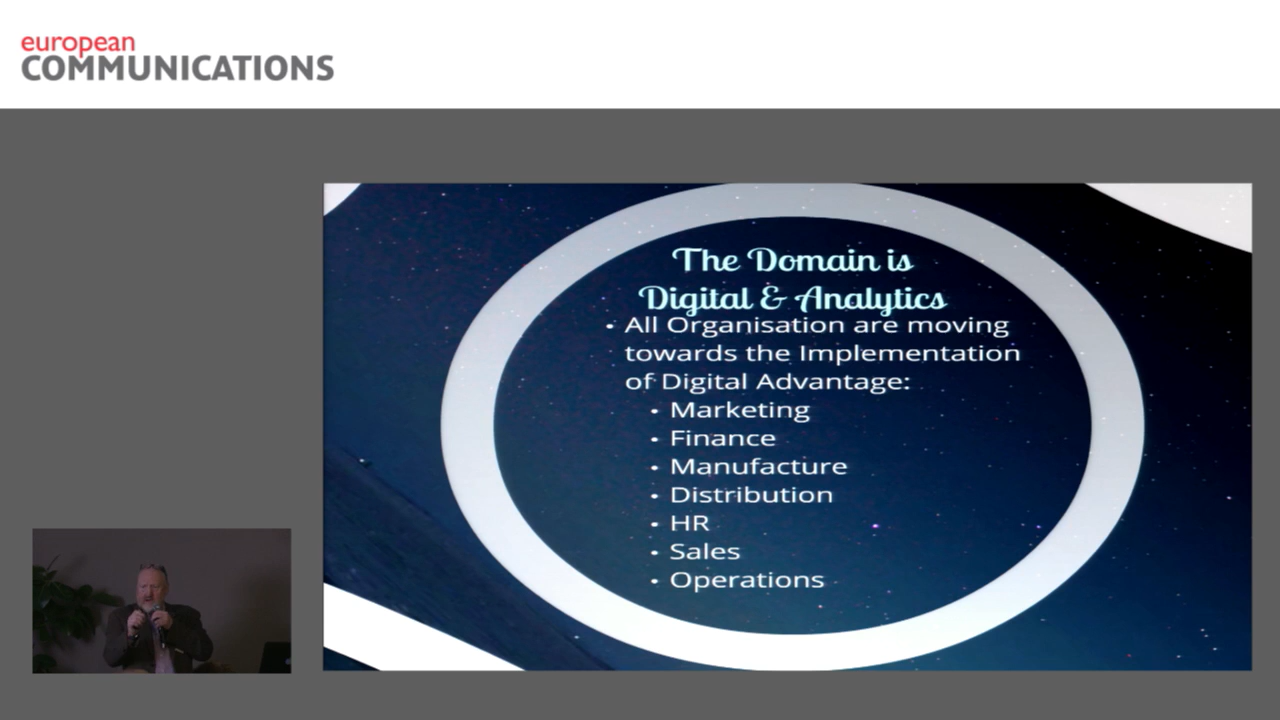 european
COMMUNICATIONS
The Domain is
Digital & Analytics
• All Organisation are moving
towards the Implementation
of Digital Advantage:
• Marketing
• Finance
• Manufacture
• Distribution
• HR
• Sales
• Operations